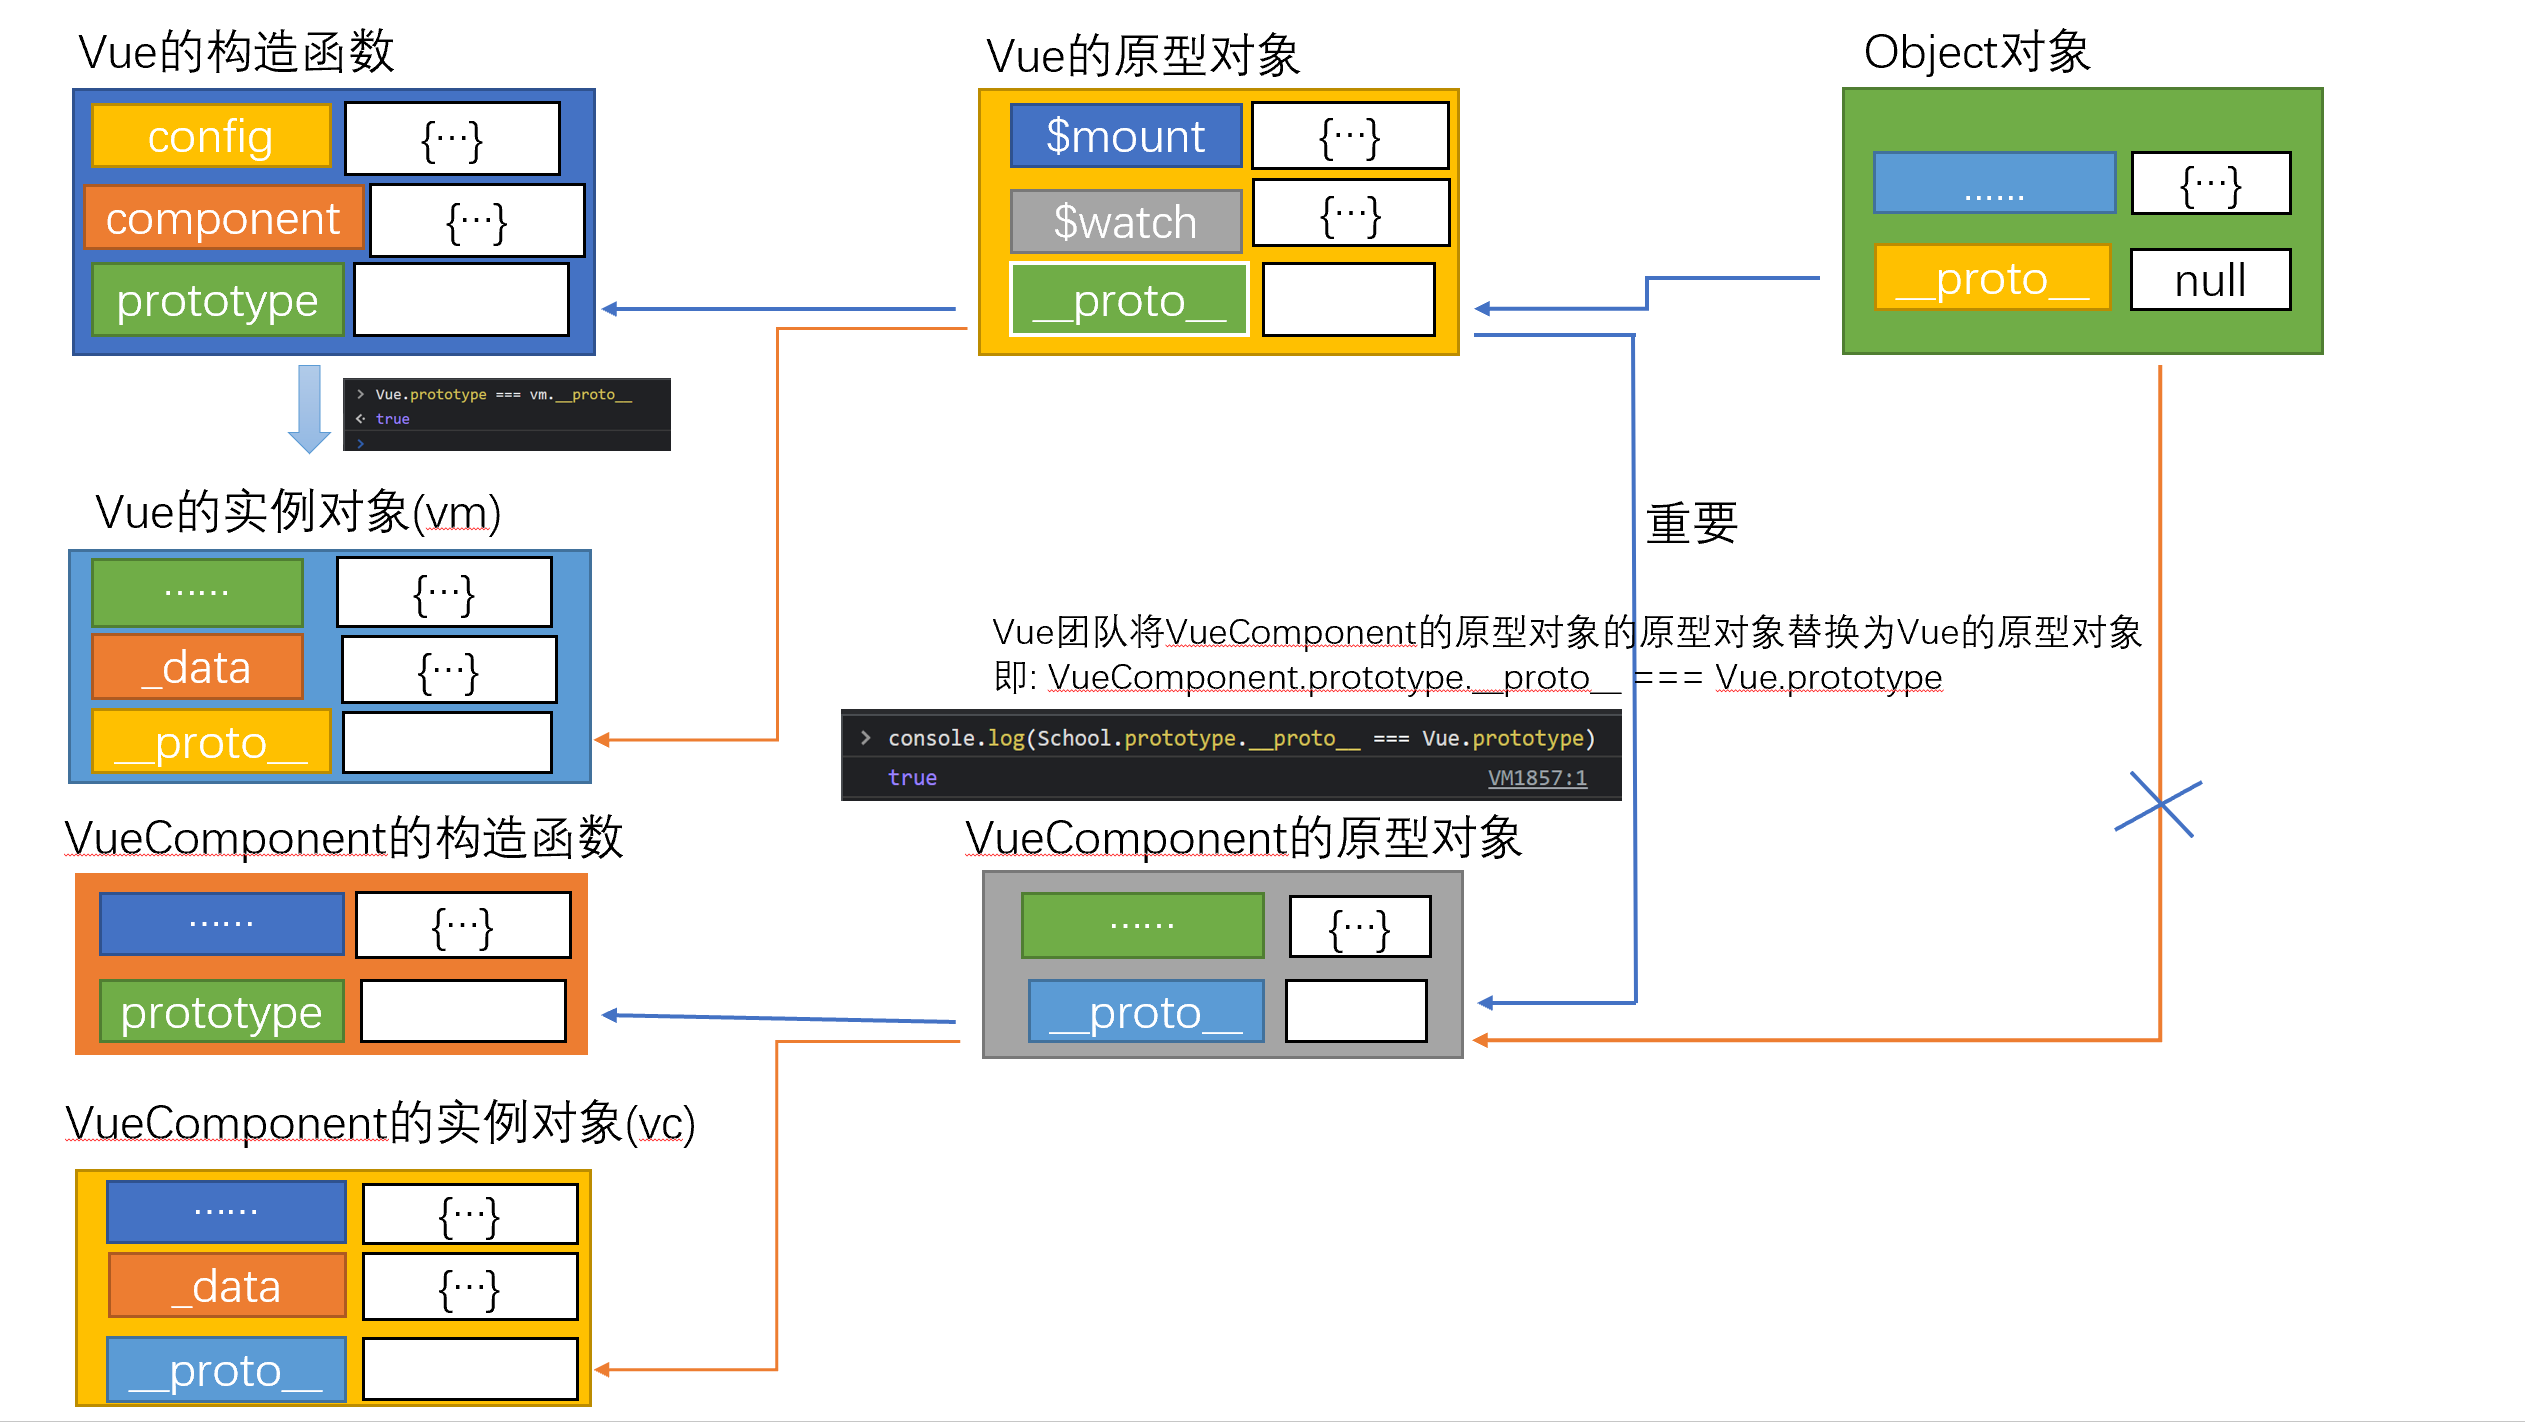 Vue的构造函数
config {…}
component {…}
prototype
Vue的原型对象
$mount {…}
$watch {…}
__proto__
Object对象
…… {…}
__proto__ null
> Vue.prototype === vm.__proto__
< true
>
Vue的实例对象(vm)
…… {…}
_data {…}
__proto__
重要
Vue团队将VueComponent的原型对象的原型对象替换为Vue的原型对象
即: VueComponent.prototype.__proto__ === Vue.prototype
> console.log(School.prototype.__proto__ === Vue.prototype)
true VM1857:1
VueComponent的构造函数
…… {…}
prototype
VueComponent的原型对象
…… {…}
__proto__
VueComponent的实例对象(vc)
…… {…}
_data {…}
__proto__